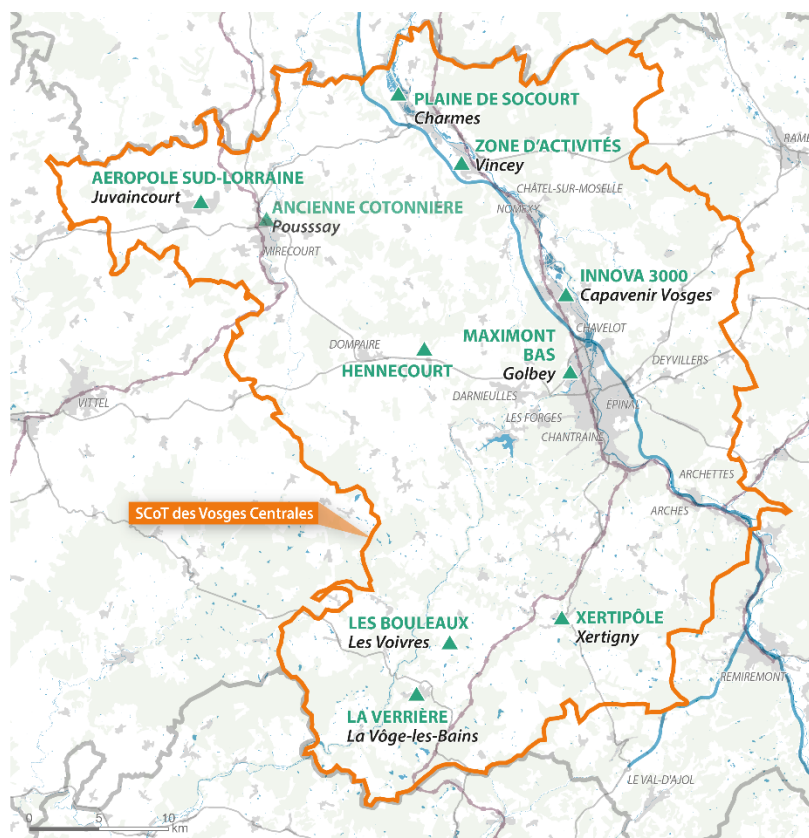 PLAINE DE SOCOURT
Charmes
ZONE D'ACTIVITÉS
Vincey
RAMB
AEROPOLE SUD-LORRAINE
Juvaincourt
CHÂTEL-SUR-MOSELLE
NOMEXY
ANCIENNE COTONNIERE
Pousssay
MIRECOURT
INNOVA 3000
Capavenir Vosges
CHAVELOT
MAXIMONT
BAS
Golbey
DOMPAIRE
HENNECOURT
DEYVILLERS
VITTEL
DARNIEULLES
ÉPINAL
LES FORGES
CHANTRAINE
ARCHETTES
ARCHES
SCoT des Vosges Centrales
LES BOULEAUX
Les Voivres
XERTIPÔLE
Xertigny
REMIREMONT
LA VERRIÈRE
La Vôge-les-Bains
LE VAL-D'AJOL
0 5 10
km